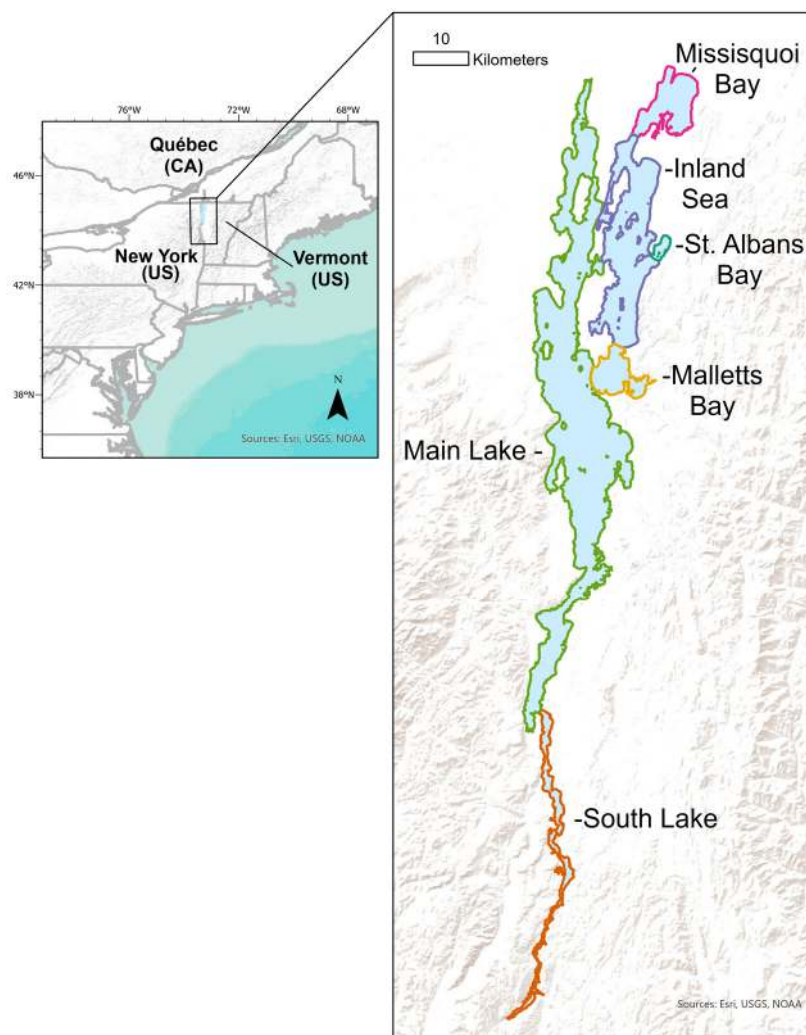 10
Kilometers
Missisquoi
Bay
-Inland
Sea
-St. Albans
Bay
-Malletts
Bay
Main Lake -
-South Lake
Sources: Esri, USGS, NOAA
76°W
72°W
68°W
46°N
42°N
38°N
Québec
(CA)
New York
(US)
Vermont
(US)
N
Sources: Esri, USGS, NOAA